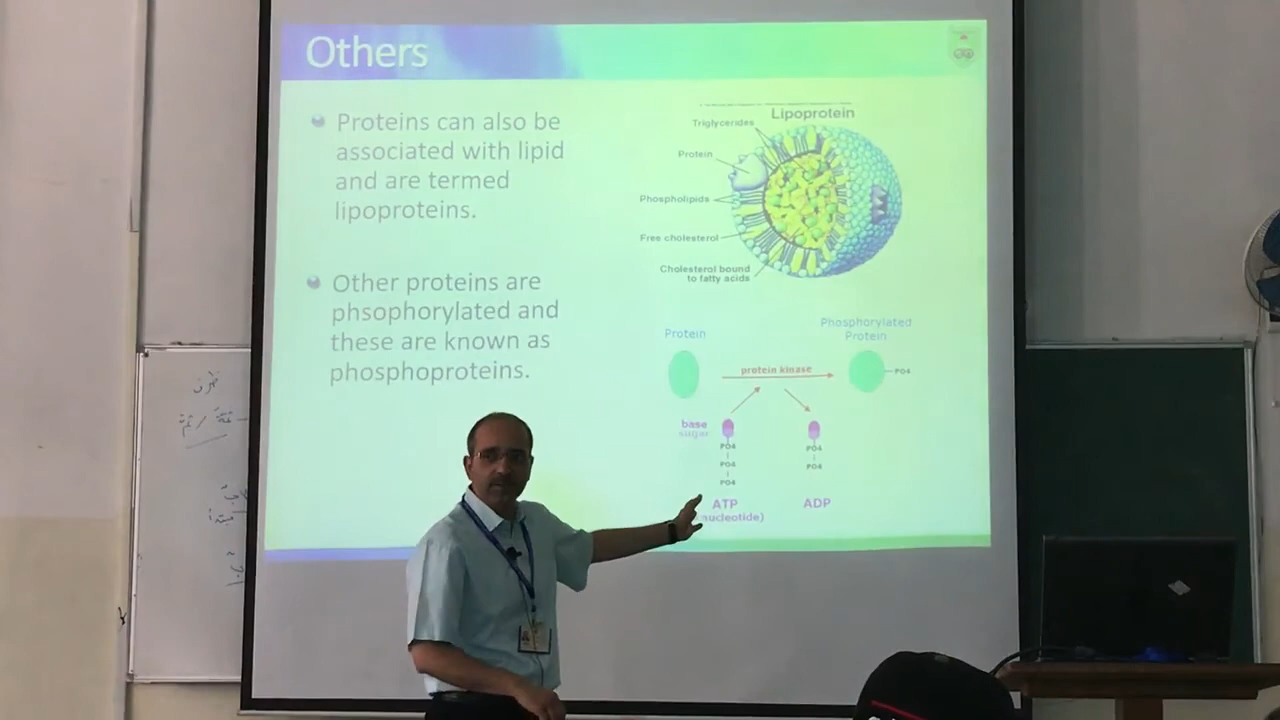 Others
Proteins can also be
associated with lipid
and are termed
lipoproteins.
Other proteins are
phsophorylated and
these are known as
phosphoproteins.
Lipoprotein
Triglycerides
Protein
Phospholipids
Free cholesterol
Cholesterol bound
to fatty acids
Protein
Phosphorylated
Protein
protein kinase
PO4
base
sugar
PO4
PO4
PO4
PO4
PO4
ATP
nucleotide)
ADP